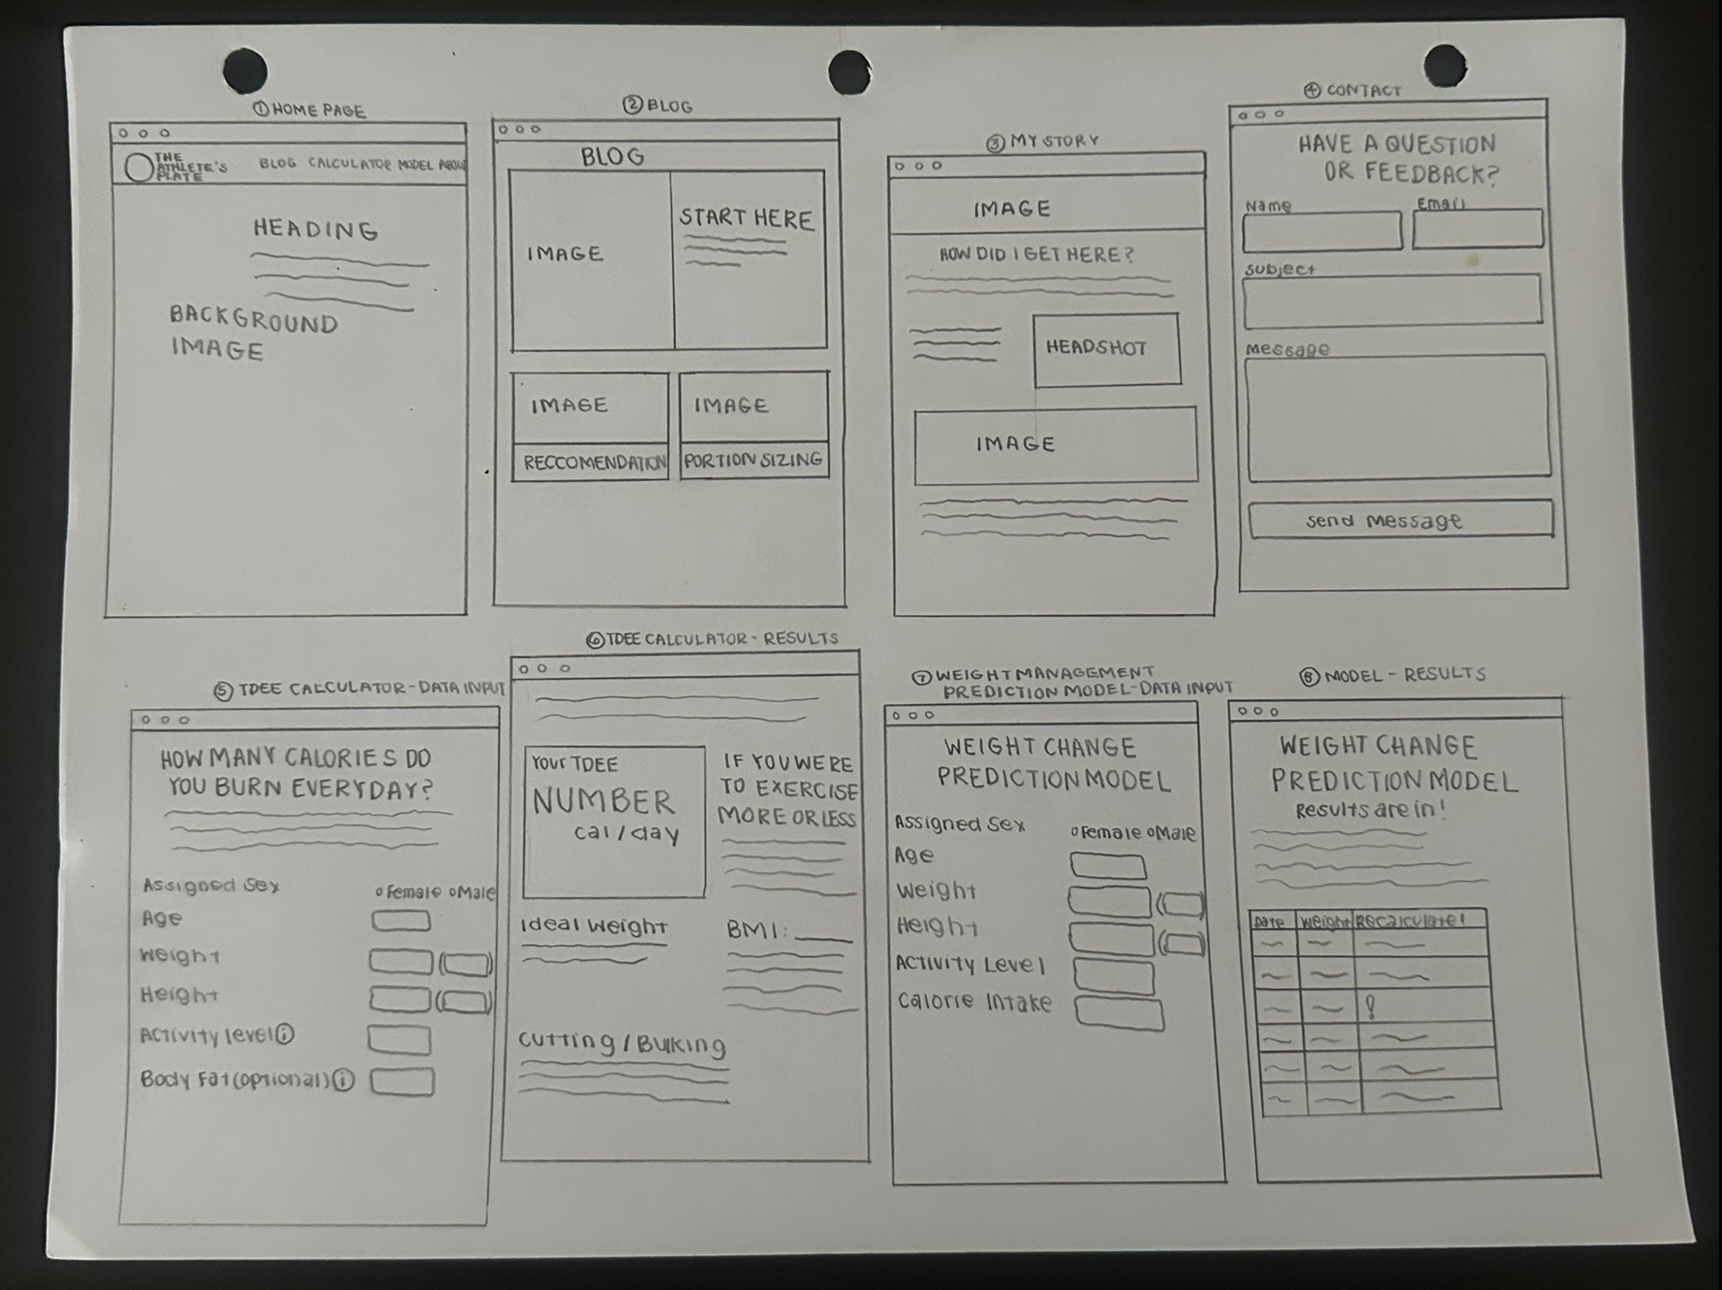 ① HOME PAGE
THE
ATHLETE'S
PLATE
BLOG CALCULATOR MODEL ABOU
HEADING
BACKGROUND
IMAGE
② BLOG
BLOG
IMAGE
START HERE
IMAGE
IMAGE
RECCOMENDATION
PORTION SIZING
③ MY STORY
IMAGE
HOW DID I GET HERE?
HEADSHOT
IMAGE
④ CONTACT
HAVE A QUESTION
OR FEEDBACK?
Name
Email
Subject
Message
Send Message
⑤ TDEE CALCULATOR - DATA INPUT
HOW MANY CALORIES DO
YOU BURN EVERYDAY?
Assigned Sex
Female Male
Age
Weight
Height
Activity level ⓘ
Body Fat (optional) ⓘ
⑥ TDEE CALCULATOR - RESULTS
Your TDEE
NUMBER
cal / day
IF YOU WERE
TO EXERCISE
MORE OR LESS
Ideal Weight
BMI:
Cutting / Bulking
⑦ WEIGHT MANAGEMENT
PREDICTION MODEL - DATA INPUT
WEIGHT CHANGE
PREDICTION MODEL
Assigned Sex
Female Male
Age
Weight
Height
Activity Level
Calorie Intake
⑧ MODEL - RESULTS
WEIGHT CHANGE
PREDICTION MODEL
Results are in!
Date Weight Recalculate!
!